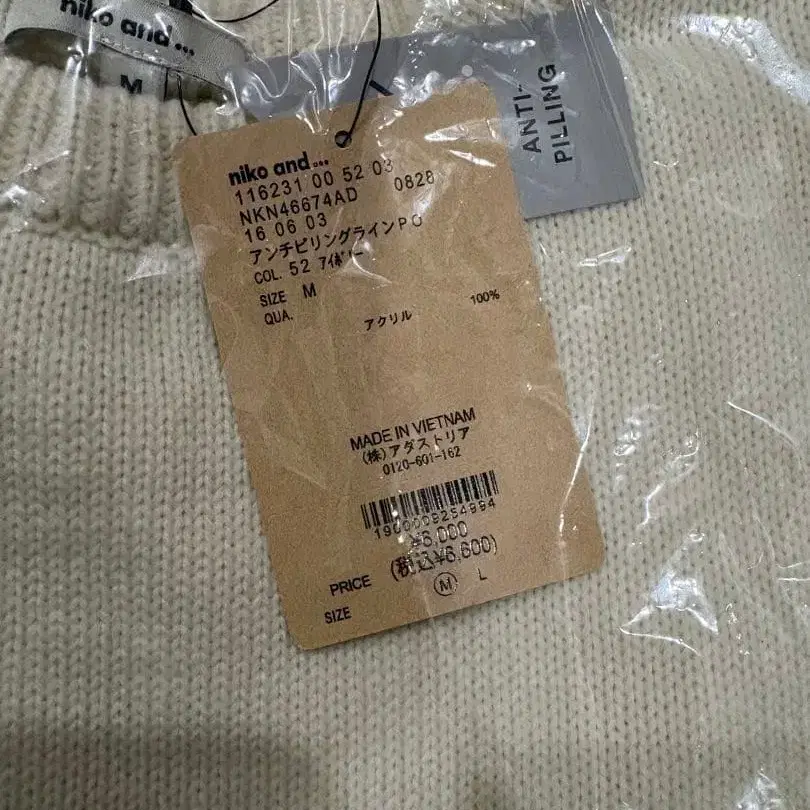 niko and ...
M
ANTI-
PILLING
niko and ...
116231 00 52 03
NKN46674AD 0828
16 06 03
アンチピリングラインPO
COL. 52 ｱｲﾎﾞﾘｰ
SIZE M
QUA.
アクリル 100%
MADE IN VIETNAM
(株)アダストリア
0120-601-162
1900009254994
¥6,000
PRICE (税込¥6,600)
SIZE M L